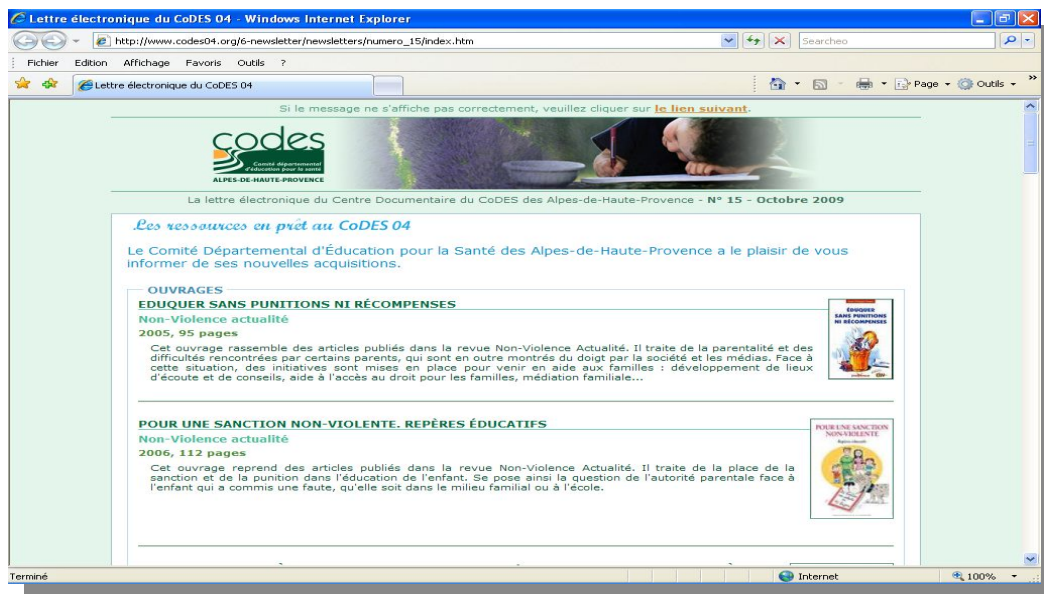 Lettre électronique du CoDES 04 - Windows Internet Explorer
http://www.codes04.org/6-newsletter/newsletters/numero_15/index.htm
Searcheo
Fichier Edition Affichage Favoris Outils ?
Lettre électronique du CoDES 04
Page Outils
Si le message ne s'affiche pas correctement, veuillez cliquer sur le lien suivant.
codes
Comité départemental
d'éducation pour la santé
ALPES-DE-HAUTE-PROVENCE
La lettre électronique du Centre Documentaire du CoDES des Alpes-de-Haute-Provence - N° 15 - Octobre 2009
Les ressources en prêt au CoDES 04
Le Comité Départemental d'Éducation pour la Santé des Alpes-de-Haute-Provence a le plaisir de vous
informer de ses nouvelles acquisitions.
OUVRAGES
EDUQUER SANS PUNITIONS NI RÉCOMPENSES
Non-Violence actualité
2005, 95 pages
Cet ouvrage rassemble des articles publiés dans la revue Non-Violence Actualité. Il traite de la parentalité et des
difficultés rencontrées par certains parents, qui sont en outre montrés du doigt par la société et les médias. Face à
cette situation, des initiatives sont mises en place pour venir en aide aux familles : développement de lieux
d'écoute et de conseils, aide à l'accès au droit pour les familles, médiation familiale...
EDUQUER
SANS PUNITIONS
NI RÉCOMPENSES
POUR UNE SANCTION NON-VIOLENTE. REPÈRES ÉDUCATIFS
Non-Violence actualité
2006, 112 pages
Cet ouvrage reprend des articles publiés dans la revue Non-Violence Actualité. Il traite de la place de la
sanction et de la punition dans l'éducation de l'enfant. Se pose ainsi la question de l'autorité parentale face à
l'enfant qui a commis une faute, qu'elle soit dans le milieu familial ou à l'école.
POUR UNE SANCTION
NON-VIOLENTE
Terminé
Internet
100%